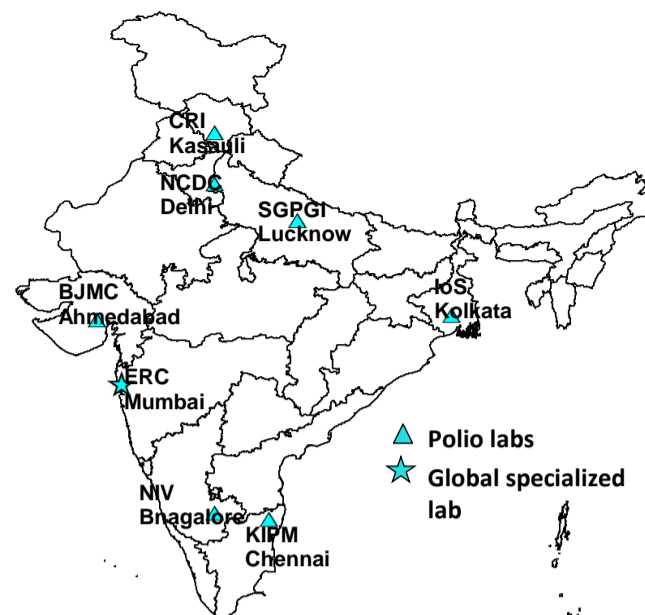 CRI
Kasauli
NCDC
Delhi
SGPGI
Lucknow
BJMC
Ahmedabad
IoS
Kolkata
ERC
Mumbai
Polio labs
Global specialized
lab
NIV
Bnagalore
KIPM
Chennai